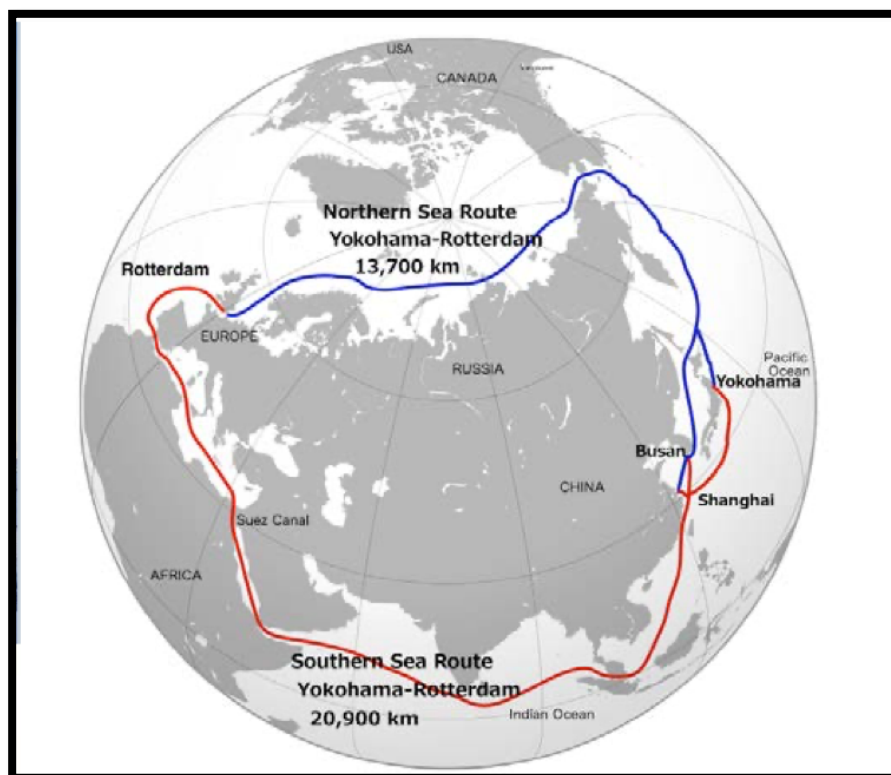 USA
CANADA
Northern Sea Route
Yokohama-Rotterdam
13,700 km
Rotterdam
EUROPE
RUSSIA
Pacific
Ocean
Yokohama
Busan
CHINA
Shanghai
Suez Canal
AFRICA
Southern Sea Route
Yokohama-Rotterdam
20,900 km
Indian Ocean